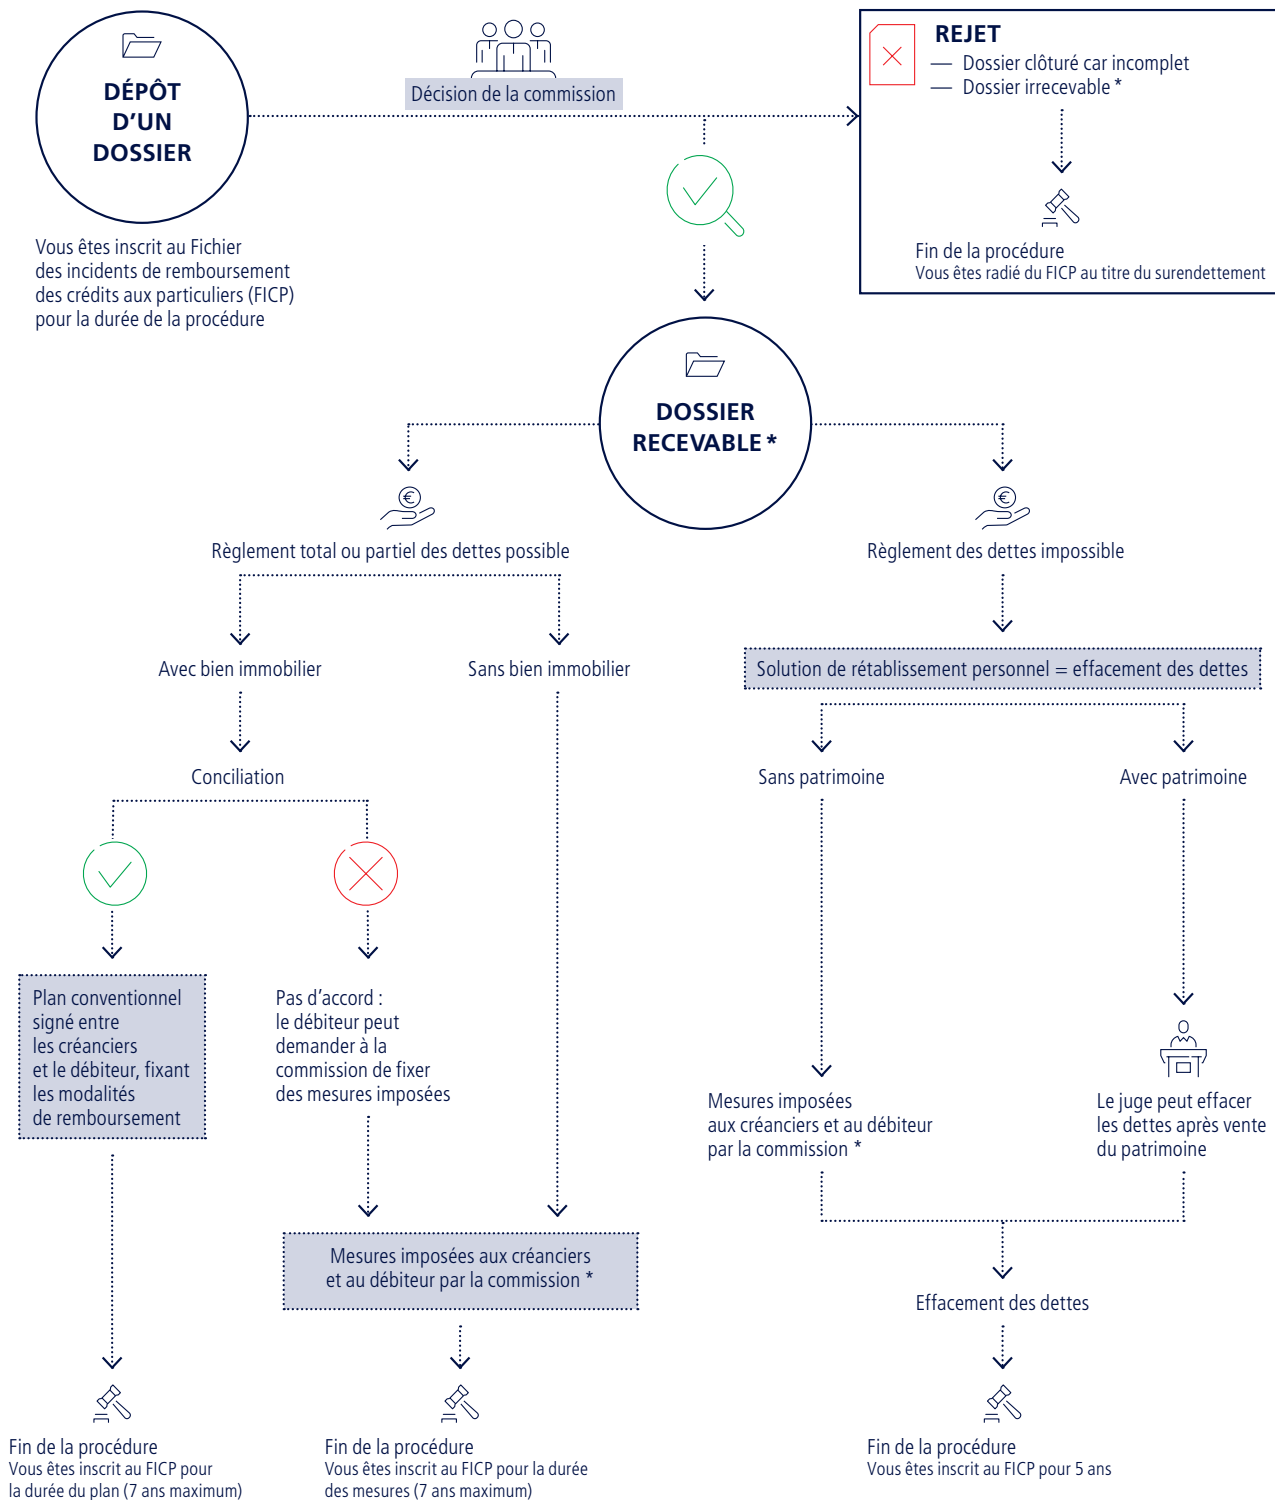 DÉPÔT
D’UN
DOSSIER
Vous êtes inscrit au Fichier
des incidents de remboursement
des crédits aux particuliers (FICP)
pour la durée de la procédure
Décision de la commission
REJET
— Dossier clôturé car incomplet
— Dossier irrecevable *
Fin de la procédure
Vous êtes radié du FICP au titre du surendettement
DOSSIER
RECEVABLE *
Règlement total ou partiel des dettes possible
Avec bien immobilier
Sans bien immobilier
Conciliation
Plan conventionnel
signé entre
les créanciers
et le débiteur, fixant
les modalités
de remboursement
Pas d’accord :
le débiteur peut
demander à la
commission de fixer
des mesures imposées
Mesures imposées aux créanciers
et au débiteur par la commission *
Fin de la procédure
Vous êtes inscrit au FICP pour
la durée du plan (7 ans maximum)
Fin de la procédure
Vous êtes inscrit au FICP pour la durée
des mesures (7 ans maximum)
Règlement des dettes impossible
Solution de rétablissement personnel = effacement des dettes
Sans patrimoine
Avec patrimoine
Mesures imposées
aux créanciers et au débiteur
par la commission *
Le juge peut effacer
les dettes après vente
du patrimoine
Effacement des dettes
Fin de la procédure
Vous êtes inscrit au FICP pour 5 ans